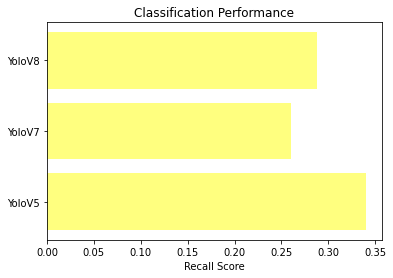 Classification Performance
YoloV8
YoloV7
YoloV5
0.00 0.05 0.10 0.15 0.20 0.25 0.30 0.35
Recall Score